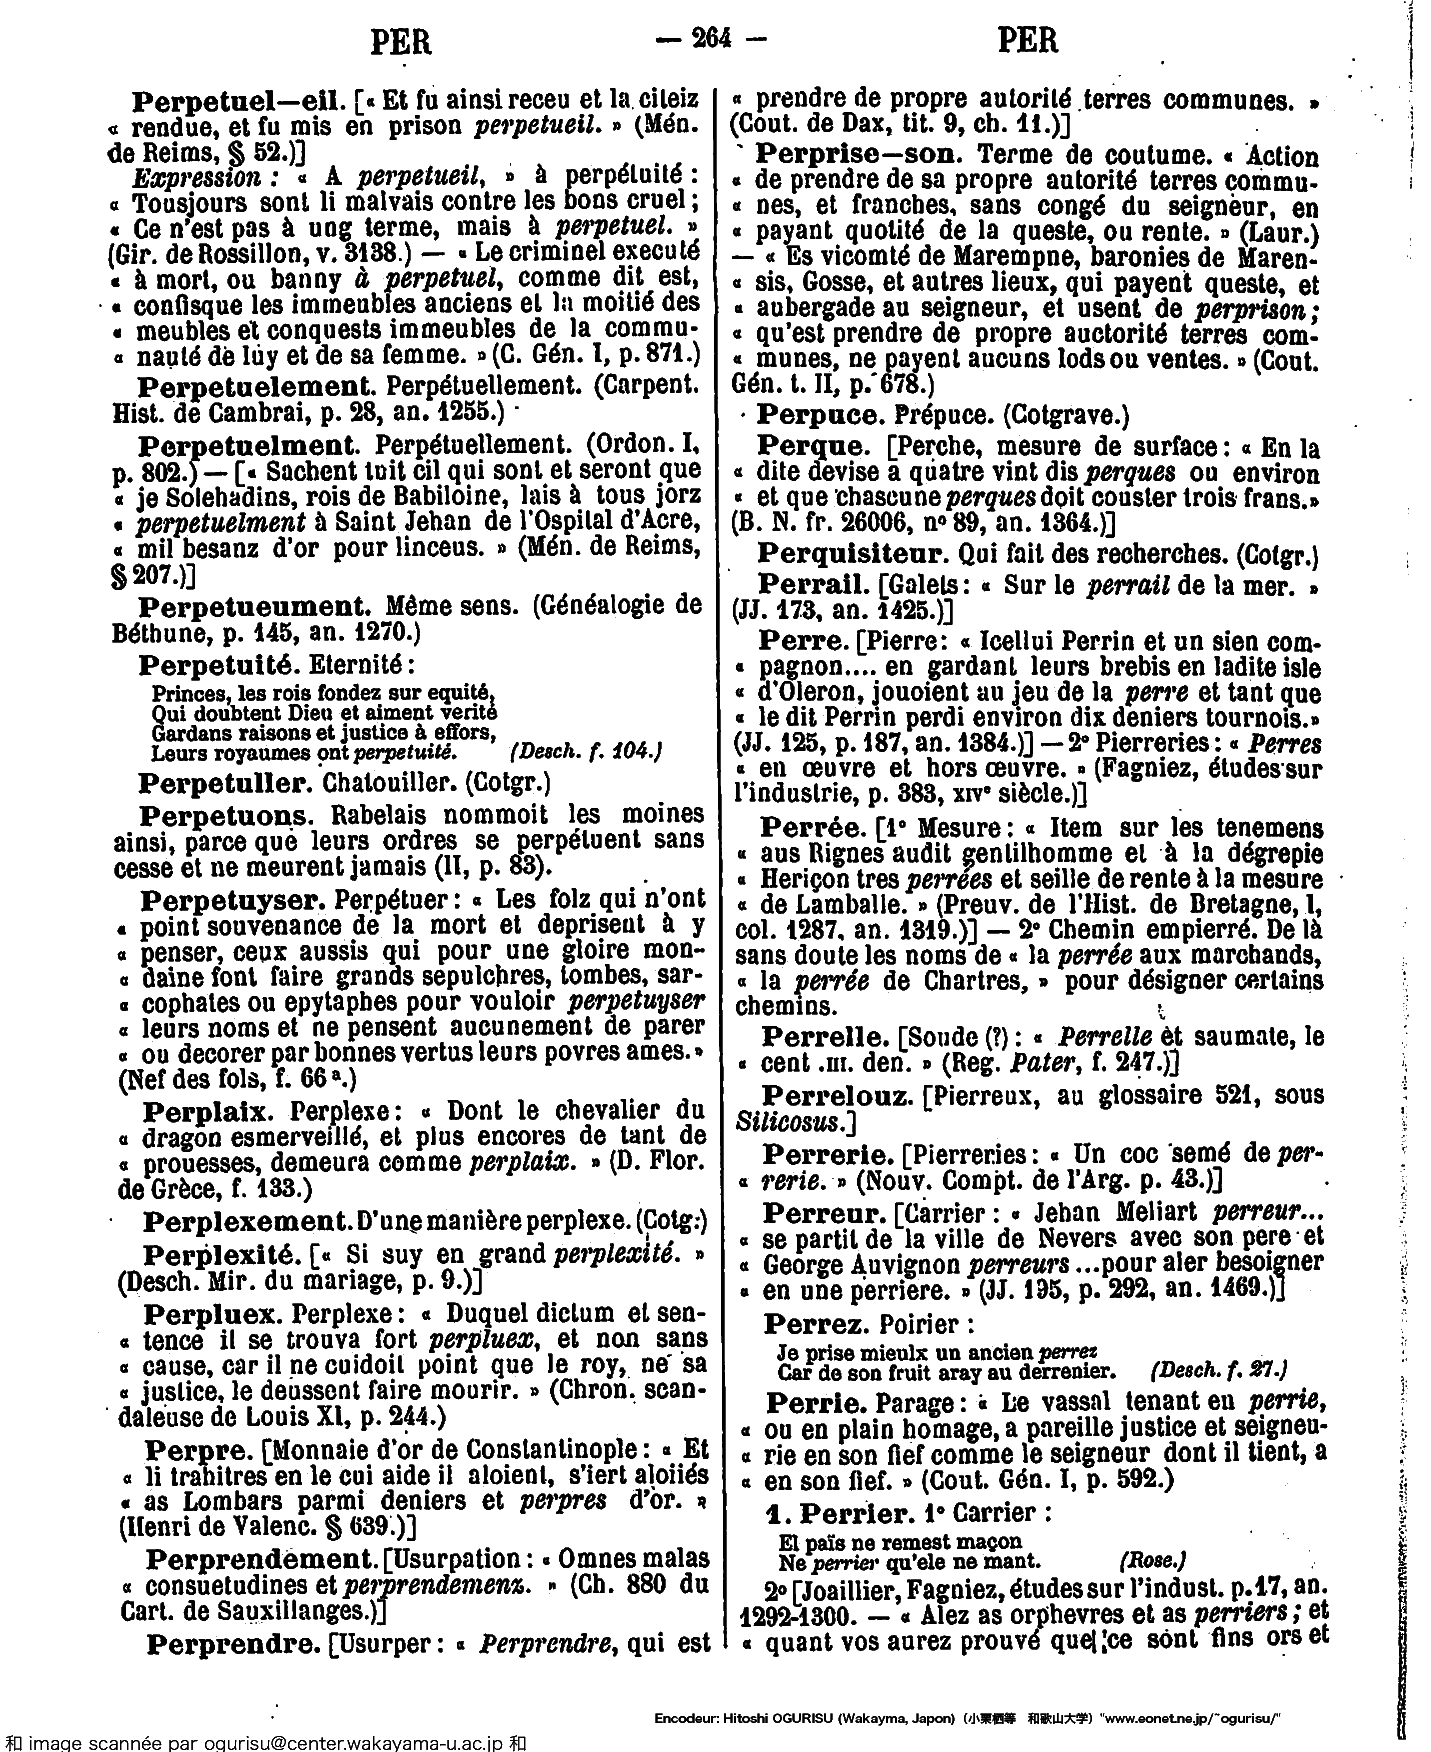 PER
— 264 —
PER
Perpetuel—eil. [« Et fu ainsi receu et la citeiz
« rendue, et fu mis en prison perpetueil. » (Mén.
de Reims, § 52.)]
Expression : « A perpetueil, » à perpétuité :
« Tousjours sont li malvais contre les bons cruel ;
« Ce n'est pas à ung terme, mais à perpetuel. »
(Gir. de Rossillon, v. 3138.) — « Le criminel executé
« à mort, ou banny à perpetuel, comme dit est,
« confisque les immeubles anciens et la moitié des
« meubles et conquests immeubles de la commu-
« nauté de luy et de sa femme. » (C. Gén. I, p. 871.)
Perpetuelement. Perpétuellement. (Carpent.
Hist. de Cambrai, p. 28, an. 1255.)
Perpetuelment. Perpétuellement. (Ordon. I,
p. 802.) — [« Sachent tuit cil qui sont et seront que
« je Solehadins, rois de Babiloine, lais à tous jorz
« perpetuelment à Saint Jehan de l'Ospital d'Acre,
« mil besanz d'or pour linceus. » (Mén. de Reims,
§ 207.)]
Perpetueument. Même sens. (Généalogie de
Béthune, p. 145, an. 1270.)
Perpetuité. Eternité :
Princes, les rois fondez sur equité,
Qui doubtent Dieu et aiment verité
Gardans raisons et justice à effors,
Leurs royaumes ont perpetuité. (Desch. f. 104.)
Perpetuller. Chatouiller. (Cotgr.)
Perpetuons. Rabelais nommoit les moines
ainsi, parce que leurs ordres se perpétuent sans
cesse et ne meurent jamais (II, p. 83).
Perpetuyser. Perpétuer : « Les folz qui n'ont
« point souvenance de la mort et deprisent à y
« penser, ceux aussis qui pour une gloire mon-
« daine font faire grands sepulchres, tombes, sar-
« cophates ou epytaphes pour vouloir perpetuyser
« leurs noms et ne pensent aucunement de parer
« ou decorer par bonnes vertus leurs povres ames. »
(Nef des fols, f. 66 a.)
Perplaix. Perplexe : « Dont le chevalier du
« dragon esmerveillé, et plus encores de tant de
« prouesses, demeura comme perplaix. » (D. Flor.
de Grèce, f. 133.)
Perplexement. D'une manière perplexe. (Cotg.)
Perplexité. [« Si suy en grand perplexité. »
(Desch. Mir. du mariage, p. 9.)]
Perpluex. Perplexe : « Duquel dictum et sen-
« tence il se trouva fort perpluex, et non sans
« cause, car il ne cuidoit point que le roy, ne sa
« justice, le deussent faire mourir. » (Chron. scan-
daleuse de Louis XI, p. 244.)
Perpre. [Monnaie d'or de Constantinople : « Et
« li trahitres en le cui aide il aloient, s'iert aloiiés
« as Lombars parmi deniers et perpres d'or. »
(Henri de Valenc. § 639.)]
Perprendement. [Usurpation : « Omnes malas
« consuetudines et perprendemenz. » (Ch. 880 du
Cart. de Sauxillanges.)]
Perprendre. [Usurper : « Perprendre, qui est
« prendre de propre autorité terres communes. »
(Cout. de Dax, tit. 9, ch. 11.)]
Perprise—son. Terme de coutume. « Action
« de prendre de sa propre autorité terres commu-
« nes, et franches, sans congé du seigneur, en
« payant quotité de la queste, ou rente. » (Laur.)
— « Es vicomté de Marempne, baronies de Maren-
« sis, Gosse, et autres lieux, qui payent queste, et
« aubergade au seigneur, et usent de perprison ;
« qu'est prendre de propre auctorité terres com-
« munes, ne payent aucuns lods ou ventes. » (Cout.
Gén. t. II, p. 678.)
Perpuce. Prépuce. (Cotgrave.)
Perque. [Perche, mesure de surface : « En la
« dite devise a quatre vint dis perques ou environ
« et que chascune perques doit couster trois frans. »
(B. N. fr. 26006, nº 89, an. 1364.)]
Perquisiteur. Qui fait des recherches. (Cotgr.)
Perrail. [Galets : « Sur le perrail de la mer. »
(JJ. 173, an. 1425.)]
Perre. [Pierre : « Icellui Perrin et un sien com-
« pagnon.... en gardant leurs brebis en ladite isle
« d'Oleron, jouoient au jeu de la perre et tant que
« le dit Perrin perdi environ dix deniers tournois. »
(JJ. 125, p. 187, an. 1384.)] — 2º Pierreries : « Perres
« en œuvre et hors œuvre. » (Fagniez, études sur
l'industrie, p. 383, XIVe siècle.)]
Perrée. [1º Mesure : « Item sur les tenemens
« aus Rignes audit gentilhomme et à la dégrepie
« Heriçon tres perrées et seille de rente à la mesure
« de Lamballe. » (Preuv. de l'Hist. de Bretagne, I,
col. 1287, an. 1319.)] — 2º Chemin empierré. De là
sans doute les noms de « la perrée aux marchands,
« la perrée de Chartres, » pour désigner certains
chemins.
Perrelle. [Soude (?) : « Perrelle et saumate, le
« cent .III. den. » (Reg. Pater, f. 247.)]
Perrelouz. [Pierreux, au glossaire 521, sous
Silicosus.]
Perrerie. [Pierreries : « Un coc semé de per-
« rerie. » (Nouv. Compt. de l'Arg. p. 43.)]
Perreur. [Carrier : « Jehan Meliart perreur...
« se partit de la ville de Nevers avec son pere et
« George Auvignon perreurs ...pour aler besoigner
« en une perriere. » (JJ. 195, p. 292, an. 1469.)]
Perrez. Poirier :
Je prise mieulx un ancien perrez
Car de son fruit aray au derrenier. (Desch. f. 27.)
Perrie. Parage : « Le vassal tenant en perrie,
« ou en plain homage, a pareille justice et seigneu-
« rie en son fief comme le seigneur dont il tient, a
« en son fief. » (Cout. Gén. I, p. 592.)
1. Perrier. 1º Carrier :
El païs ne remest maçon
Ne perrier qu'ele ne mant. (Rose.)
2º [Joaillier, Fagniez, études sur l'indust. p. 17, an.
1292-1300. — « Alez as orphevres et as perriers ; et
« quant vos aurez prouvé que ce sont fins ors et
Encodeur: Hitoshi OGURISU (Wakayma, Japon) (小栗栖等 和歌山大学) "www.eonet.ne.jp/~ogurisu/"
和 image scannée par ogurisu@center.wakayama-u.ac.jp 和